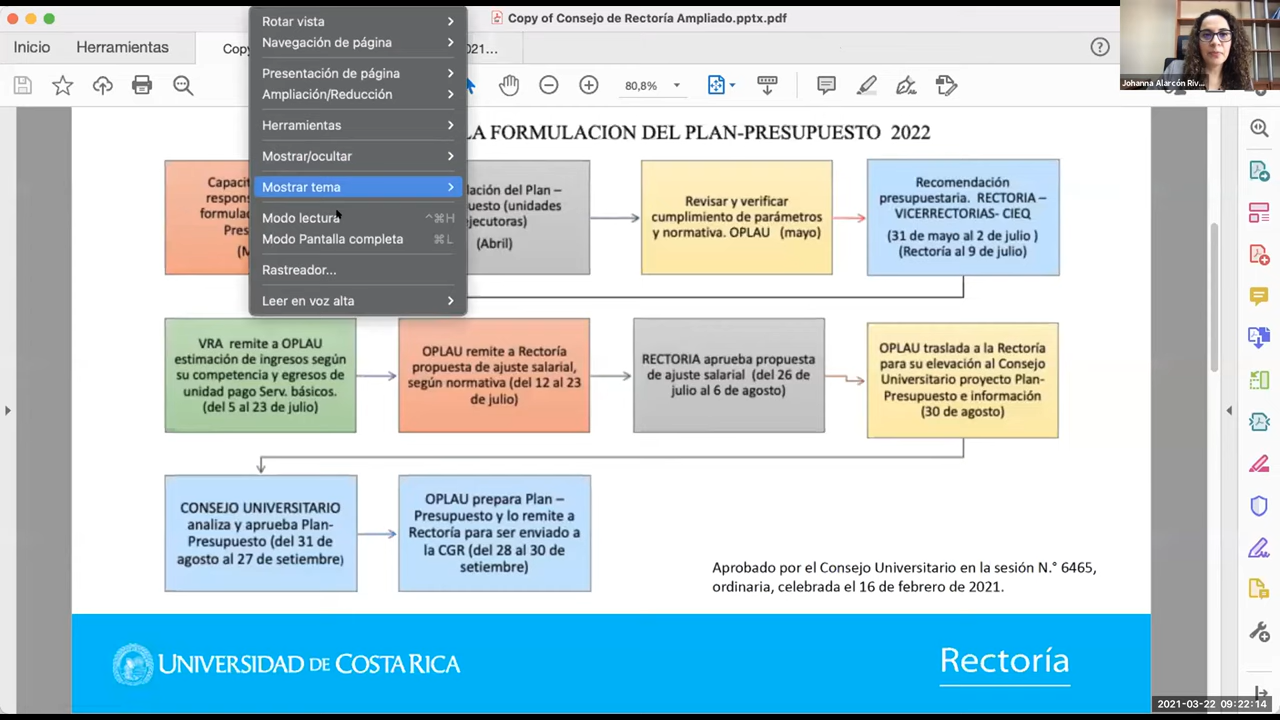 Copy of Consejo de Rectoría Ampliado.pptx.pdf
Inicio
Herramientas
Cop
2021...
80,8%
Johanna Alarcón Riv...
Rotar vista
Navegación de página
Presentación de página
Ampliación/Reducción
Herramientas
Mostrar/ocultar
Mostrar tema
Modo lectura ^⌘H
Modo Pantalla completa ⌘L
Rastreador...
Leer en voz alta
LA FORMULACION DEL PLAN-PRESUPUESTO 2022
Revisar y verificar
cumplimiento de parámetros
y normativa. OPLAU (mayo)
Recomendación
presupuestaria. RECTORIA –
VICERRECTORIAS- CIEQ
(31 de mayo al 2 de julio )
(Rectoría al 9 de julio)
lación del Plan –
puesto (unidades
ejecutoras)
(Abril)
VRA remite a OPLAU
estimación de ingresos según
su competencia y egresos de
unidad pago Serv. básicos.
(del 5 al 23 de julio)
OPLAU remite a Rectoría
propuesta de ajuste salarial,
según normativa (del 12 al 23
de julio)
RECTORIA aprueba propuesta
de ajuste salarial (del 26 de
julio al 6 de agosto)
OPLAU traslada a la Rectoría
para su elevación al Consejo
Universitario proyecto Plan-
Presupuesto e información
(30 de agosto)
CONSEJO UNIVERSITARIO
analiza y aprueba Plan-
Presupuesto (del 31 de
agosto al 27 de setiembre)
OPLAU prepara Plan –
Presupuesto y lo remite a
Rectoría para ser enviado a
la CGR (del 28 al 30 de
setiembre)
Aprobado por el Consejo Universitario en la sesión N.° 6465,
ordinaria, celebrada el 16 de febrero de 2021.
UNIVERSIDAD DE COSTA RICA
Rectoría
2021-03-22 09:22:14